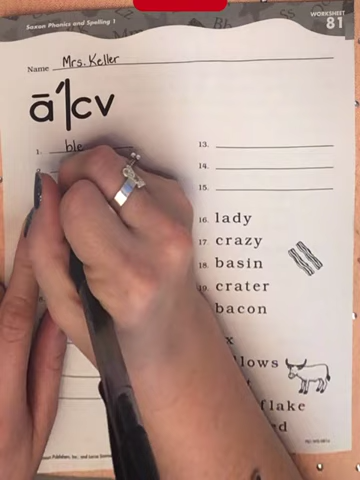 Saxon Phonics and Spelling 1
WORKSHEET
81
Name Mrs. Keller
ā´|cv
1. ble
13.
14.
15.
16. lady
17. crazy
18. basin
19. crater
bacon
x
llows
flake